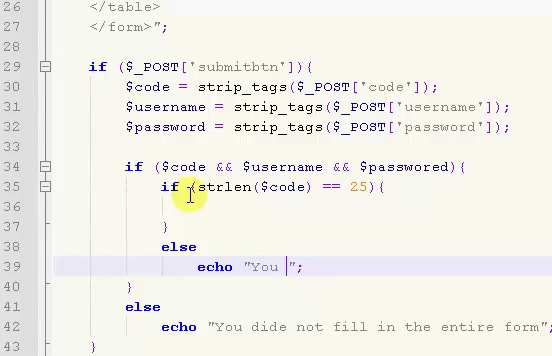 26 </table>
27 </form>";
28
29 if ($_POST['submitbtn']){
30 $code = strip_tags($_POST['code']);
31 $username = strip_tags($_POST['username']);
32 $password = strip_tags($_POST['password']);
33
34 if ($code && $username && $passwored){
35 if (strlen($code) == 25){
36
37 }
38 else
39 echo "You ";
40 }
41 else
42 echo "You dide not fill in the entire form";
43 }